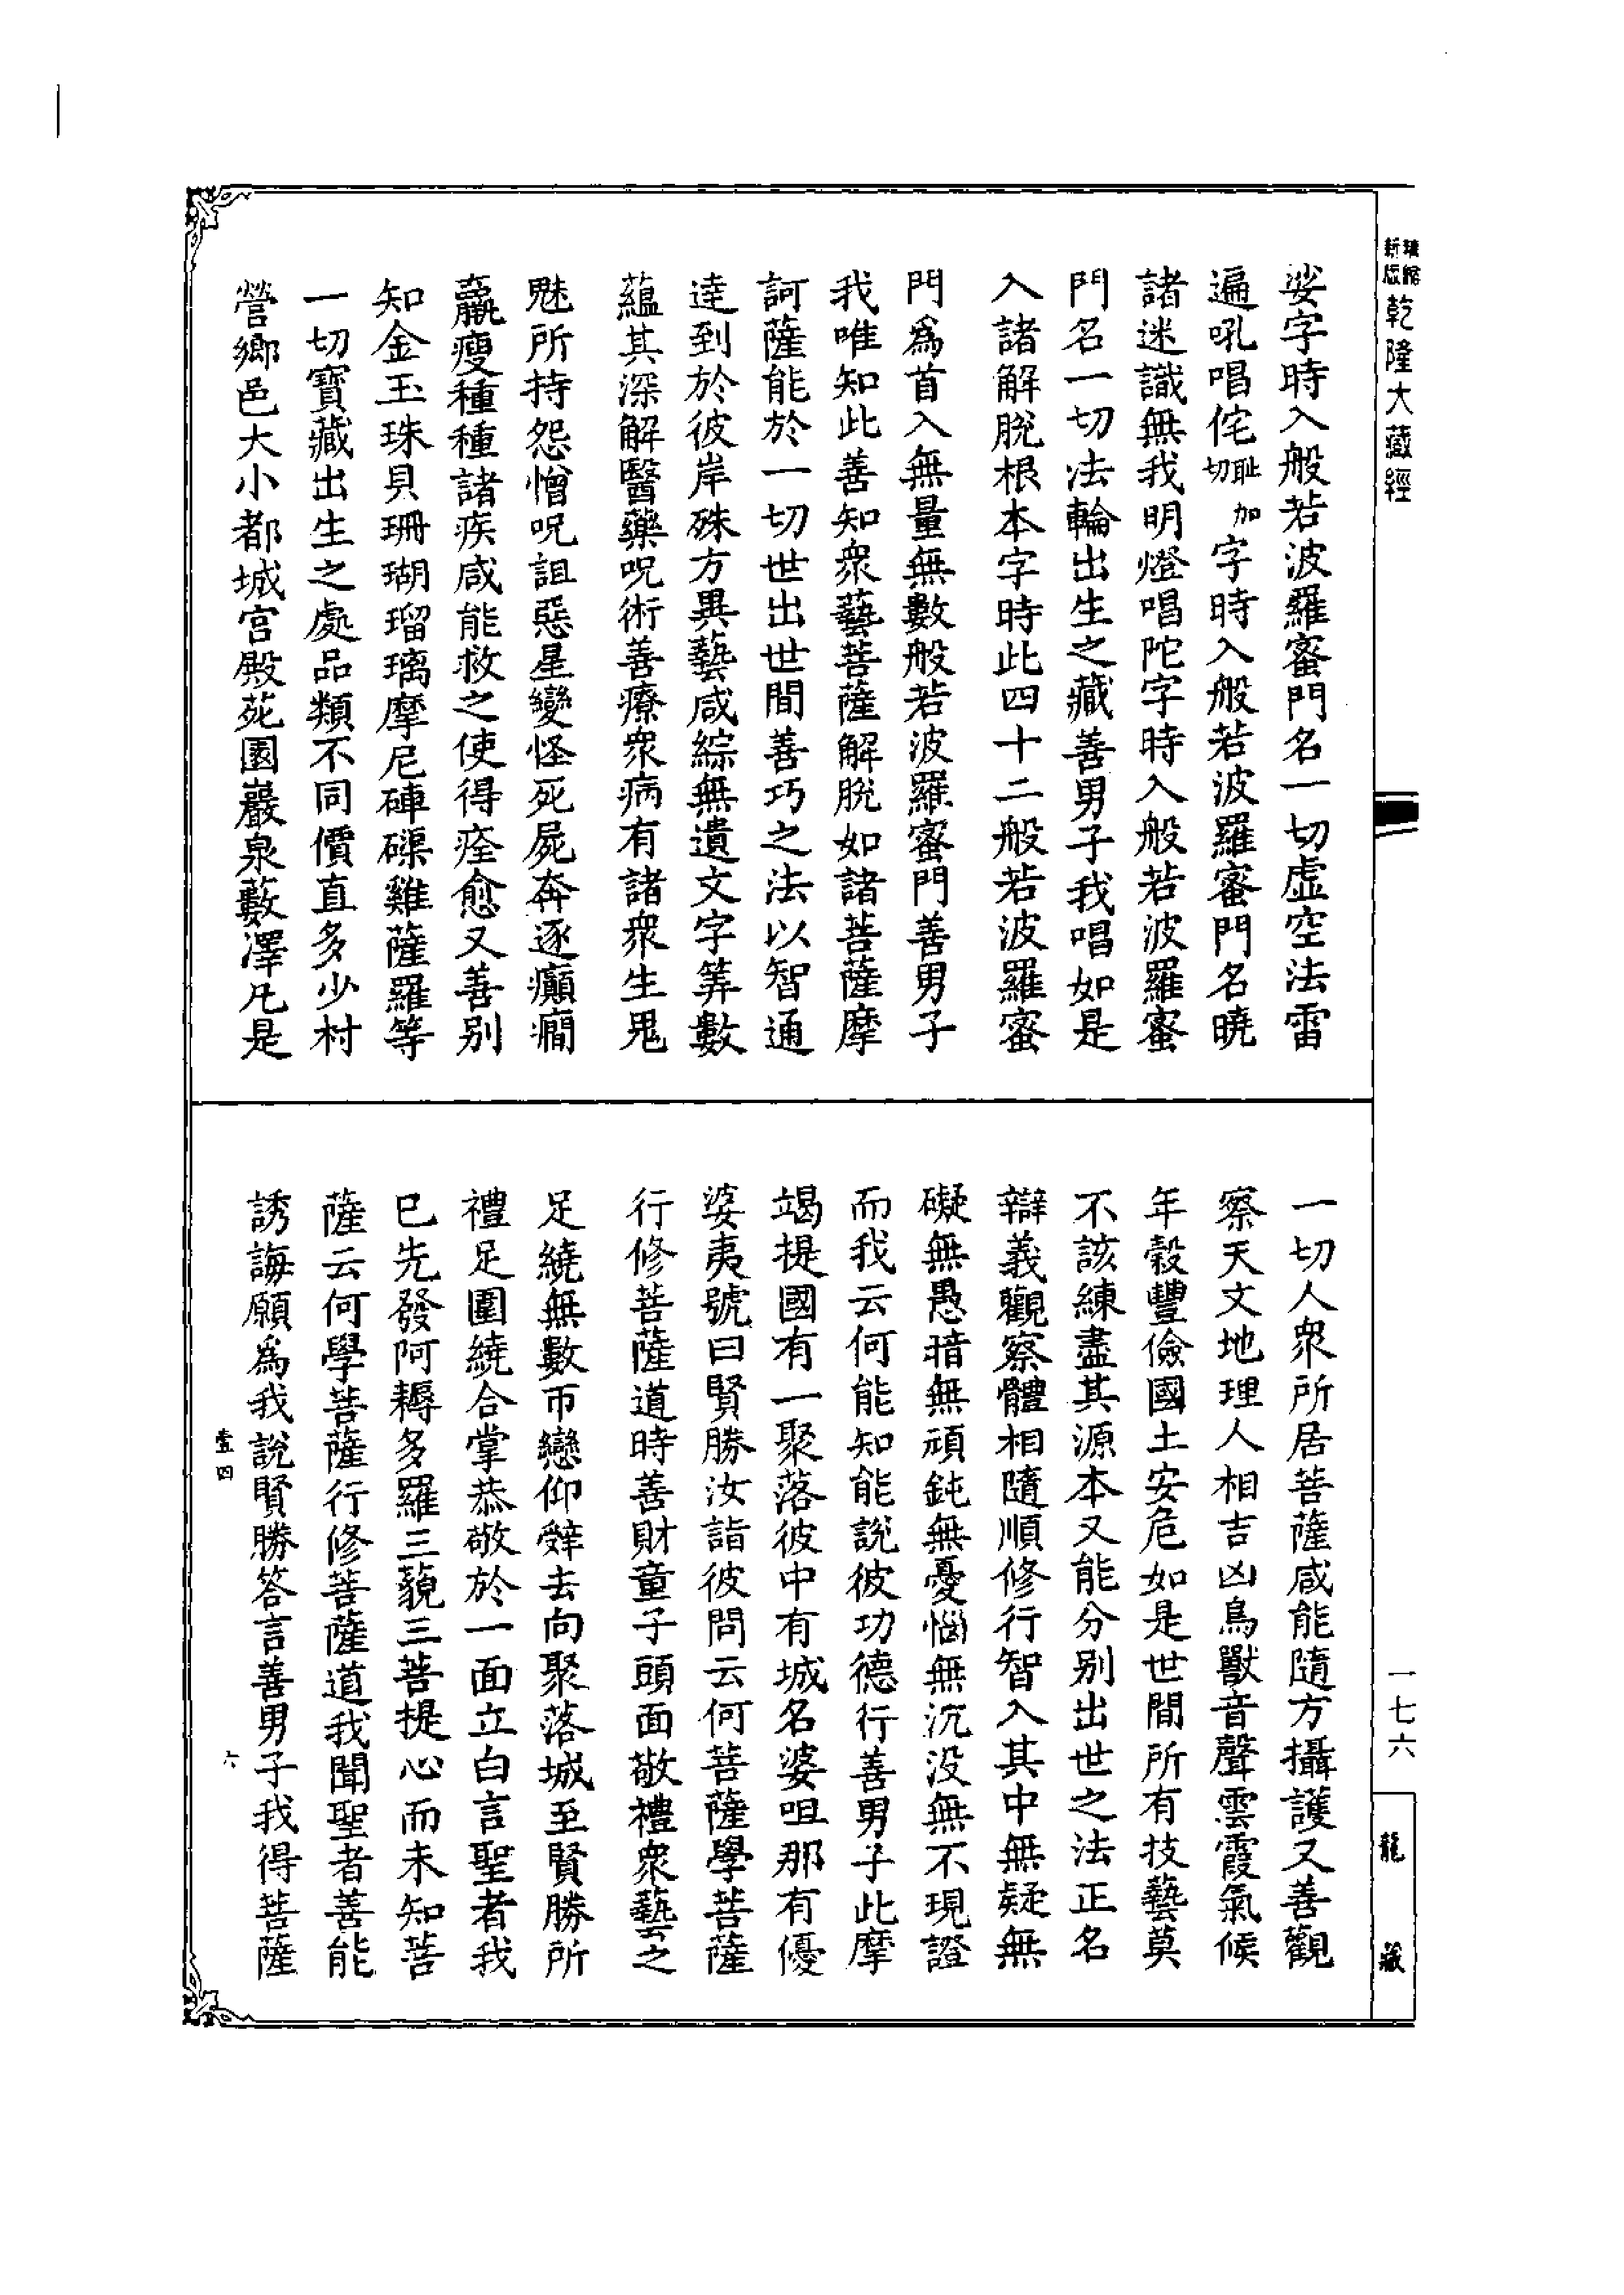 乾隆大藏經
娑字時入般若波羅蜜門名一切虛空法雷
遍吼唱侘恥加切字時入般若波羅蜜門名曉
諸迷識無我明燈唱陀字時入般若波羅蜜
門名一切法輪出生之藏善男子我唱如是
入諸解脫根本字時此四十二般若波羅蜜
門爲首入無量無數般若波羅蜜門善男子
我唯知此善知衆藝菩薩解脫如諸菩薩摩
訶薩能於一切世出世間善巧之法以智通
達到於彼岸殊方異藝咸綜無遺文字筭數
蘊其深解醫藥呪術善療衆病有諸衆生鬼
魅所持怨憎呪詛惡星變怪死屍奔逐癲癎
羸瘦種種諸疾咸能救之使得痊愈又善別
知金玉珠貝珊瑚瑠璃摩尼硨磲雞薩羅等
一切寶藏出生之處品類不同價直多少村
營鄉邑大小都城宮殿苑園巖泉藪澤凡是
一切人衆所居菩薩咸能隨方攝護又善觀
察天文地理人相吉凶鳥獸音聲雲霞氣候
年穀豐儉國土安危如是世間所有技藝莫
不該練盡其源本又能分別出世之法正名
辯義觀察體相隨順修行智入其中無疑無
礙無愚暗無頑鈍無憂惱無沉没無不現證
而我云何能知能說彼功德行善男子此摩
竭提國有一聚落彼中有城名婆呾那有優
婆夷號曰賢勝汝詣彼問云何菩薩學菩薩
行修菩薩道時善財童子頭面敬禮衆藝之
足繞無數帀戀仰辭去向聚落城至賢勝所
禮足圍繞合掌恭敬於一面立白言聖者我
已先發阿耨多羅三藐三菩提心而未知菩
薩云何學菩薩行修菩薩道我聞聖者善能
誘誨願爲我說賢勝答言善男子我得菩薩
壹四
六
一七六
龍藏